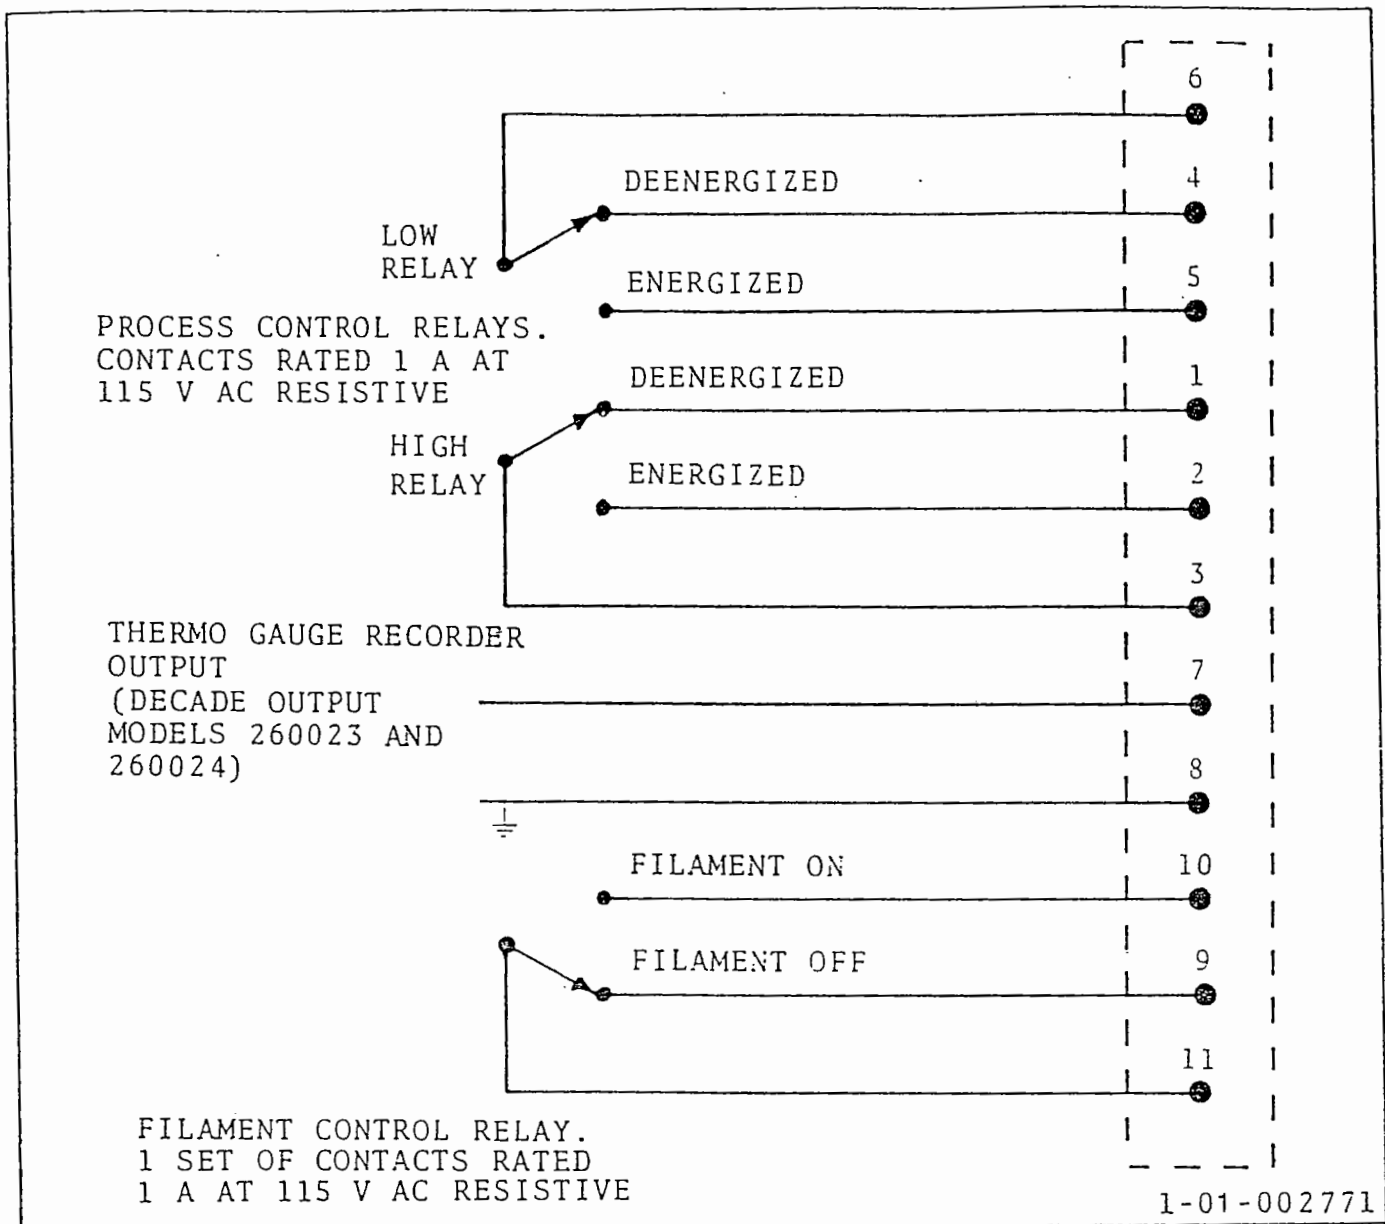 6
DEENERGIZED
4
LOW
RELAY
ENERGIZED
5
PROCESS CONTROL RELAYS.
CONTACTS RATED 1 A AT
115 V AC RESISTIVE
DEENERGIZED
1
HIGH
RELAY
ENERGIZED
2
3
THERMO GAUGE RECORDER
OUTPUT
(DECADE OUTPUT
MODELS 260023 AND
260024)
7
8
FILAMENT ON
10
FILAMENT OFF
9
11
FILAMENT CONTROL RELAY.
1 SET OF CONTACTS RATED
1 A AT 115 V AC RESISTIVE
1-01-002771